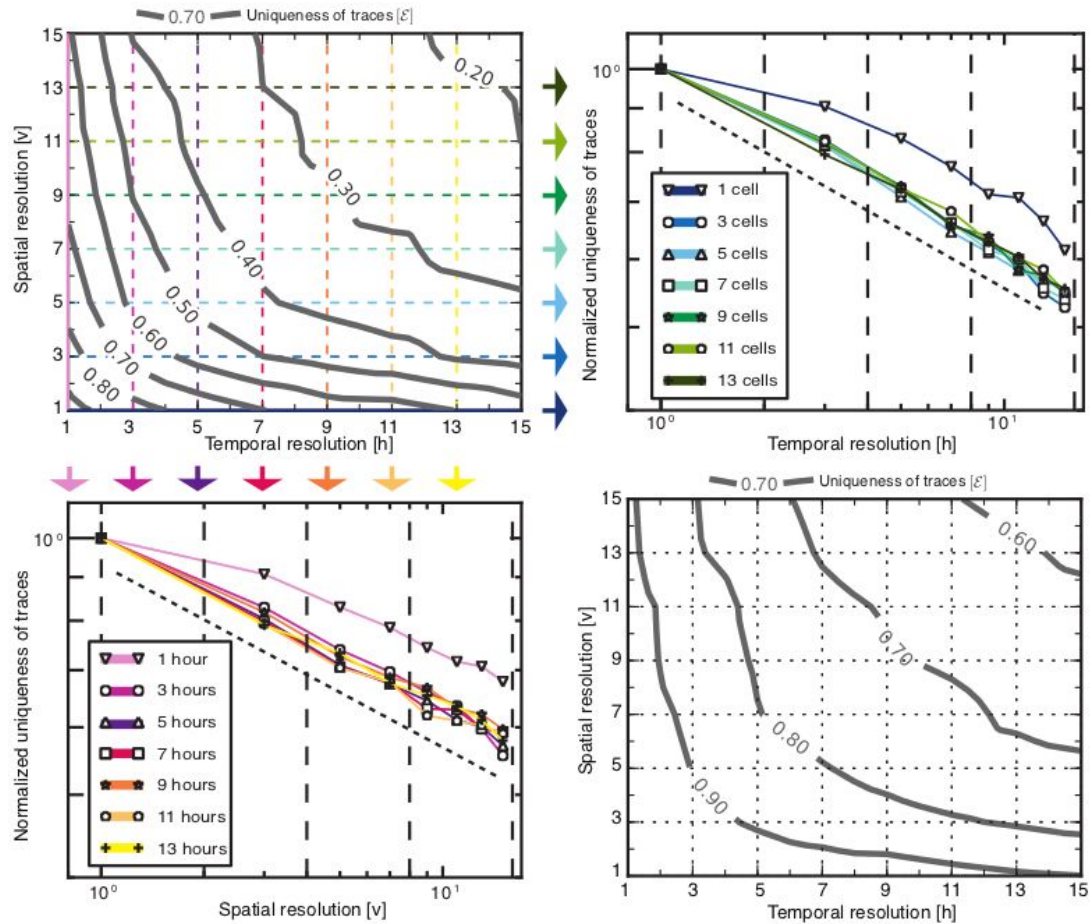 0.70 Uniqueness of traces [ℰ]
15
13
11
9
7
5
3
1
Spatial resolution [v]
0.20
0.30
0.40
0.50
0.60
0.70
0.80
1 3 5 7 9 11 13 15
Temporal resolution [h]
10⁰
Normalized uniqueness of traces
1 cell
3 cells
5 cells
7 cells
9 cells
11 cells
13 cells
10⁰ 10¹
Temporal resolution [h]
10⁰
Normalized uniqueness of traces
1 hour
3 hours
5 hours
7 hours
9 hours
11 hours
13 hours
10⁰ 10¹
Spatial resolution [v]
0.70 Uniqueness of traces [ℰ]
15
13
11
9
7
5
3
1
Spatial resolution [v]
0.60
0.70
0.80
0.90
1 3 5 7 9 11 13 15
Temporal resolution [h]